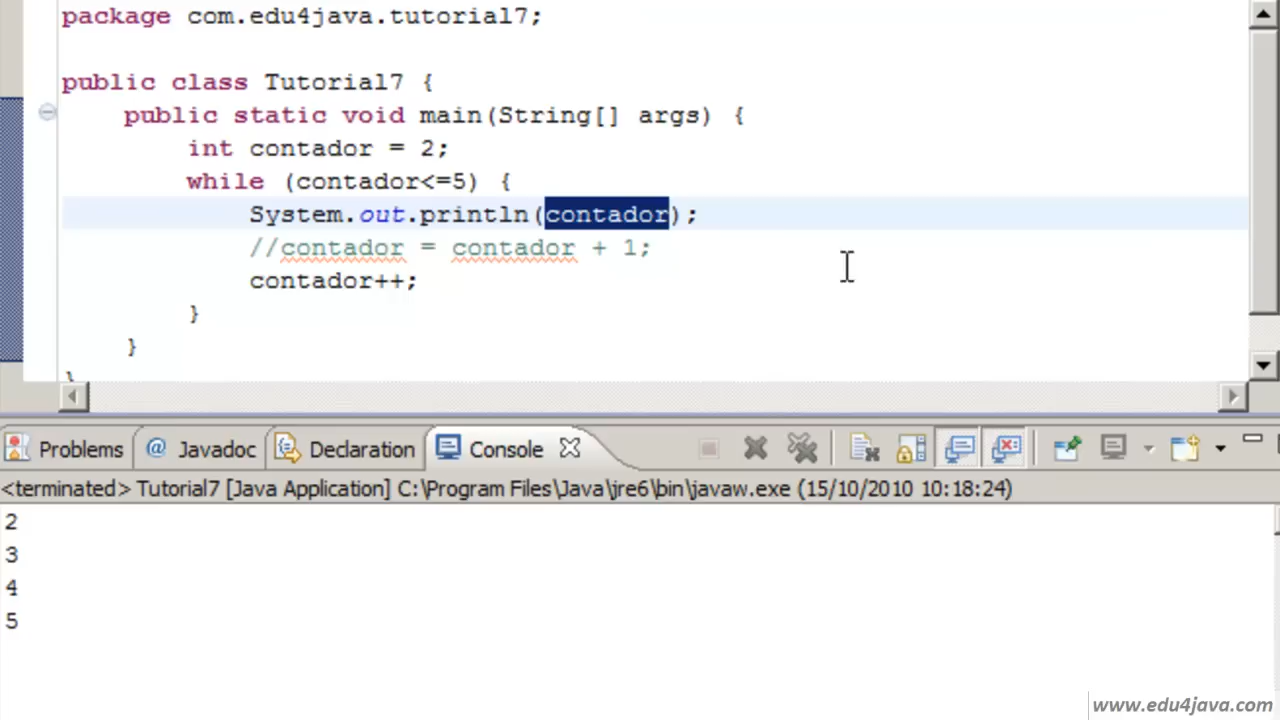 package com.edu4java.tutorial7;
public class Tutorial7 {
public static void main(String[] args) {
int contador = 2;
while (contador<=5) {
System.out.println(contador);
//contador = contador + 1;
contador++;
}
}
}
Problems Javadoc Declaration Console
<terminated> Tutorial7 [Java Application] C:\Program Files\Java\jre6\bin\javaw.exe (15/10/2010 10:18:24)
2
3
4
5
www.edu4java.com